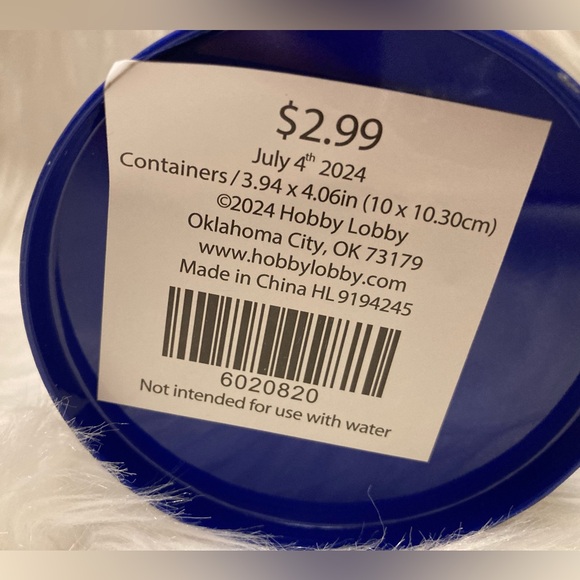 $2.99
July 4th 2024
Containers / 3.94 x 4.06in (10 x 10.30cm)
©2024 Hobby Lobby
Oklahoma City, OK 73179
www.hobbylobby.com
Made in China HL 9194245
6020820
Not intended for use with water